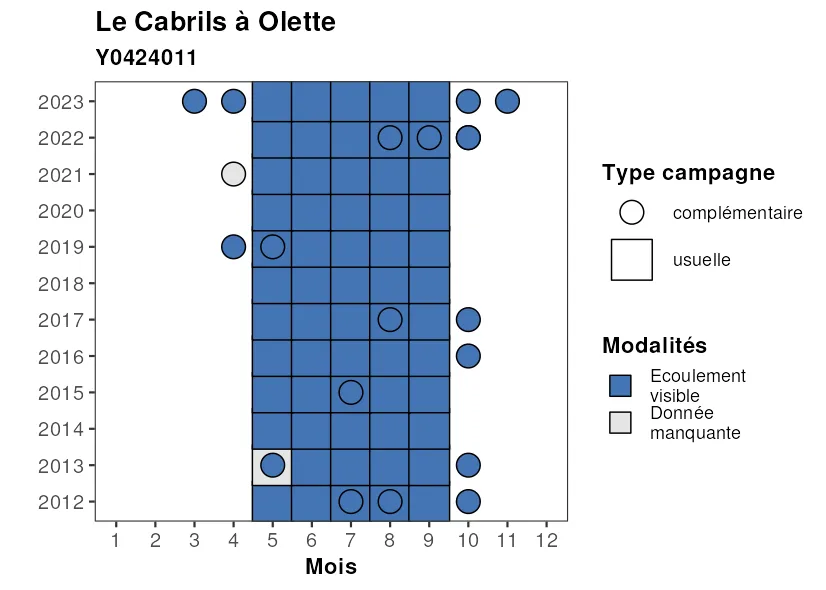 Le Cabrils à Olette
Y0424011
2023
2022
2021
2020
2019
2018
2017
2016
2015
2014
2013
2012
1 2 3 4 5 6 7 8 9 10 11 12
Mois
Type campagne
complémentaire
usuelle
Modalités
Ecoulement
visible
Donnée
manquante